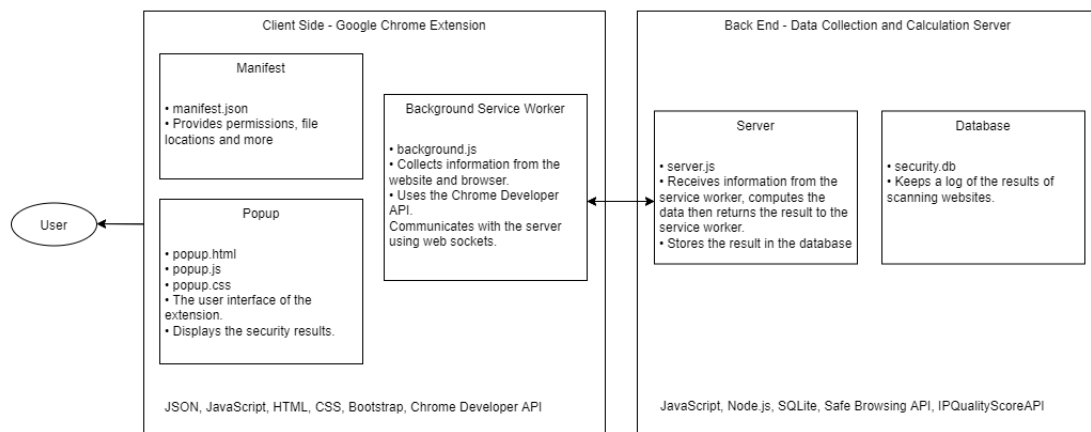 Client Side - Google Chrome Extension
Manifest
• manifest.json
• Provides permissions, file
locations and more
Background Service Worker
• background.js
• Collects information from the
website and browser.
• Uses the Chrome Developer
API.
Communicates with the server
using web sockets.
User
Popup
• popup.html
• popup.js
• popup.css
• The user interface of the
extension.
• Displays the security results.
JSON, JavaScript, HTML, CSS, Bootstrap, Chrome Developer API
Back End - Data Collection and Calculation Server
Server
• server.js
• Receives information from the
service worker, computes the
data then returns the result to the
service worker.
• Stores the result in the database
Database
• security.db
• Keeps a log of the results of
scanning websites.
JavaScript, Node.js, SQLite, Safe Browsing API, IPQualityScoreAPI